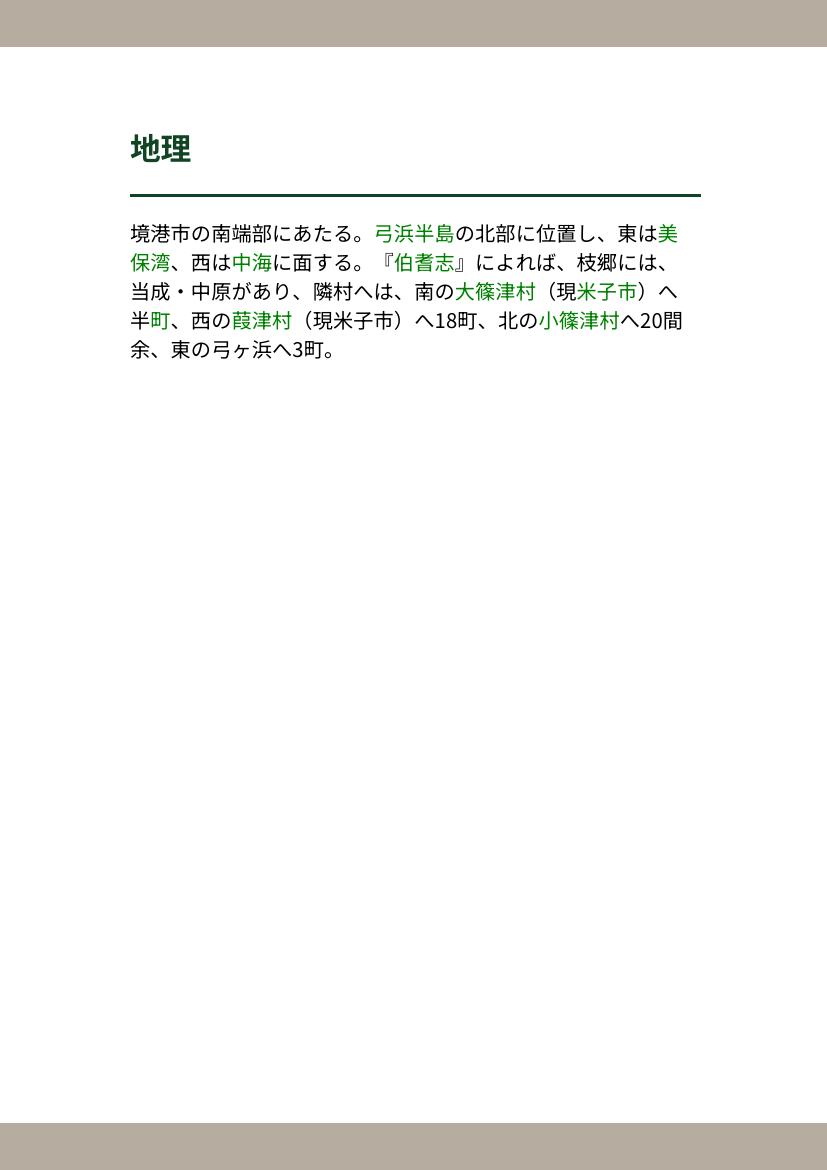 地理
境港市の南端部にあたる。弓浜半島の北部に位置し、東は美
保湾、西は中海に面する。『伯耆志』によれば、枝郷には、
当成・中原があり、隣村へは、南の大篠津村（現米子市）へ
半町、西の葭津村（現米子市）へ18町、北の小篠津村へ20間
余、東の弓ヶ浜へ3町。